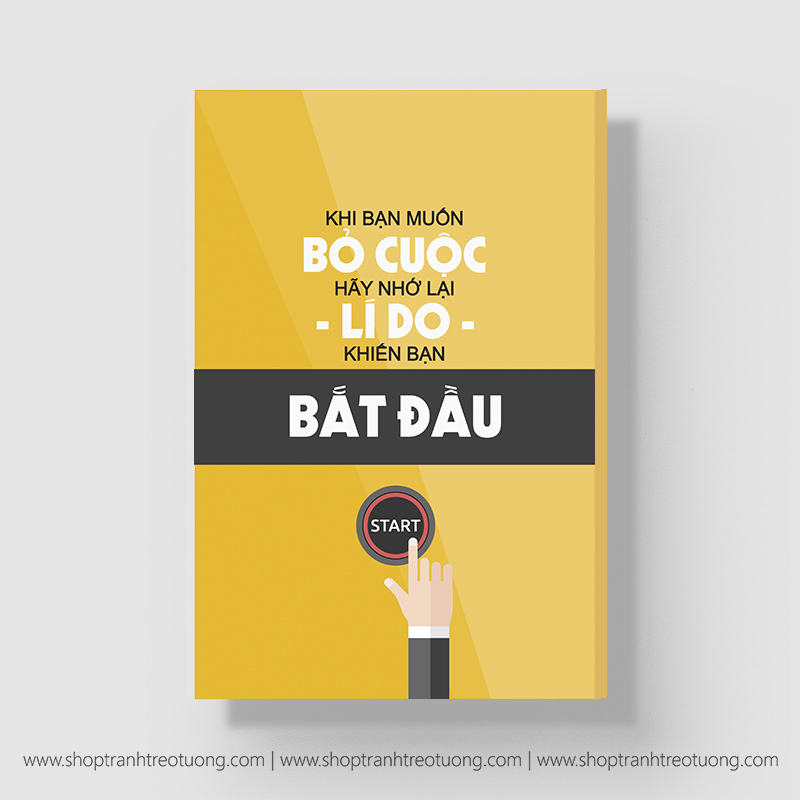 KHI BẠN MUỐN
BỎ CUỘC
HÃY NHỚ LẠI
- LÍ DO -
KHIẾN BẠN
BẮT ĐẦU
START
www.shoptranhtreotuong.com | www.shoptranhtreotuong.com | www.shoptranhtreotuong.com